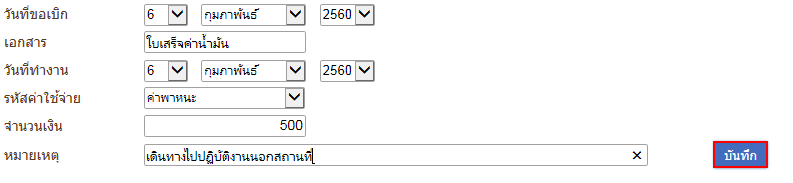 วันที่ขอเบิก 6 กุมภาพันธ์ 2560
เอกสาร ใบเสร็จค่าน้ำมัน
วันที่ทำงาน 6 กุมภาพันธ์ 2560
รหัสค่าใช้จ่าย ค่าพาหนะ
จำนวนเงิน 500
หมายเหตุ เดินทางไปปฏิบัติงานนอกสถานที่ บันทึก